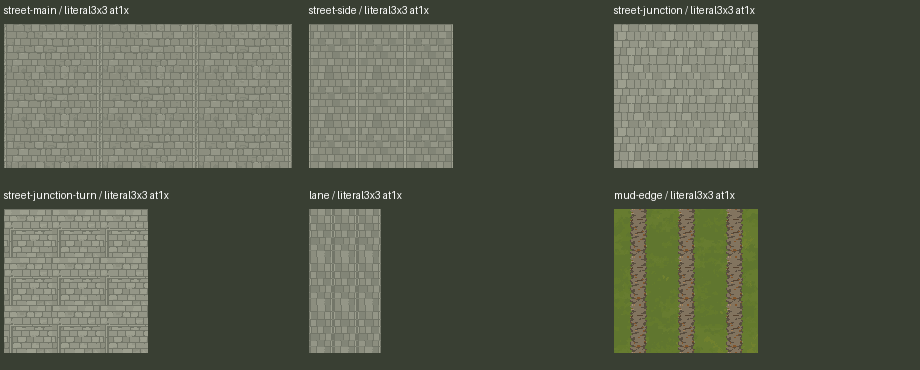 street-main / literal3x3 at1x
street-side / literal3x3 at1x
street-junction / literal3x3 at1x
street-junction-turn / literal3x3 at1x
lane / literal3x3 at1x
mud-edge / literal3x3 at1x